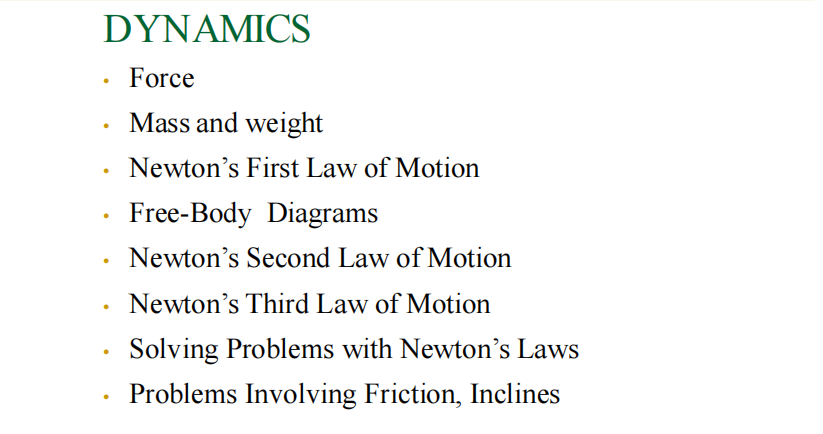 DYNAMICS
• Force
• Mass and weight
• Newton’s First Law of Motion
• Free-Body  Diagrams
• Newton’s Second Law of Motion
• Newton’s Third Law of Motion
• Solving Problems with Newton’s Laws
• Problems Involving Friction, Inclines